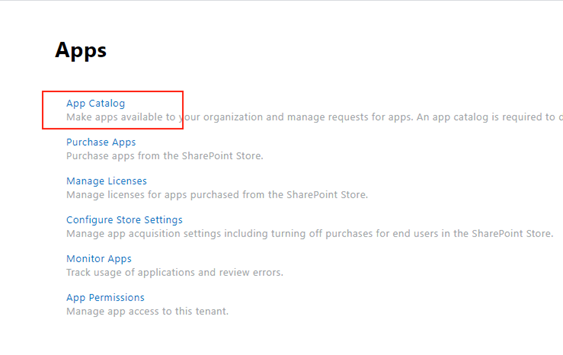 Apps
App Catalog
Make apps available to your organization and manage requests for apps. An app catalog is required to
Purchase Apps
Purchase apps from the SharePoint Store.
Manage Licenses
Manage licenses for apps purchased from the SharePoint Store.
Configure Store Settings
Manage app acquisition settings including turning off purchases for end users in the SharePoint Store.
Monitor Apps
Track usage of applications and review errors.
App Permissions
Manage app access to this tenant.